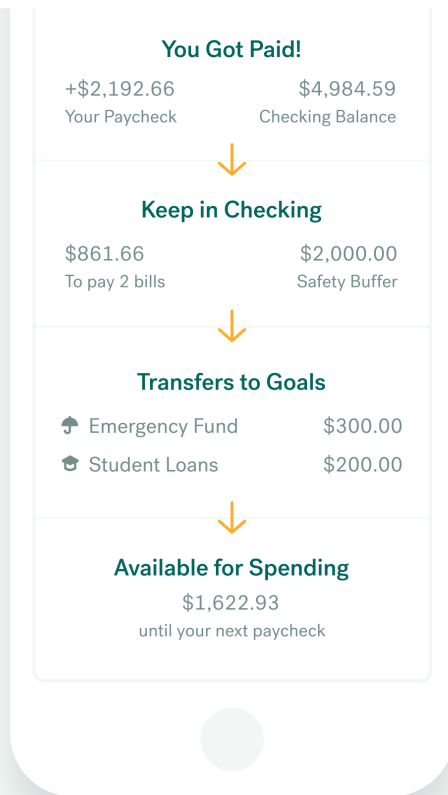 You Got Paid!
+$2,192.66 $4,984.59
Your Paycheck Checking Balance
Keep in Checking
$861.66 $2,000.00
To pay 2 bills Safety Buffer
Transfers to Goals
Emergency Fund $300.00
Student Loans $200.00
Available for Spending
$1,622.93
until your next paycheck